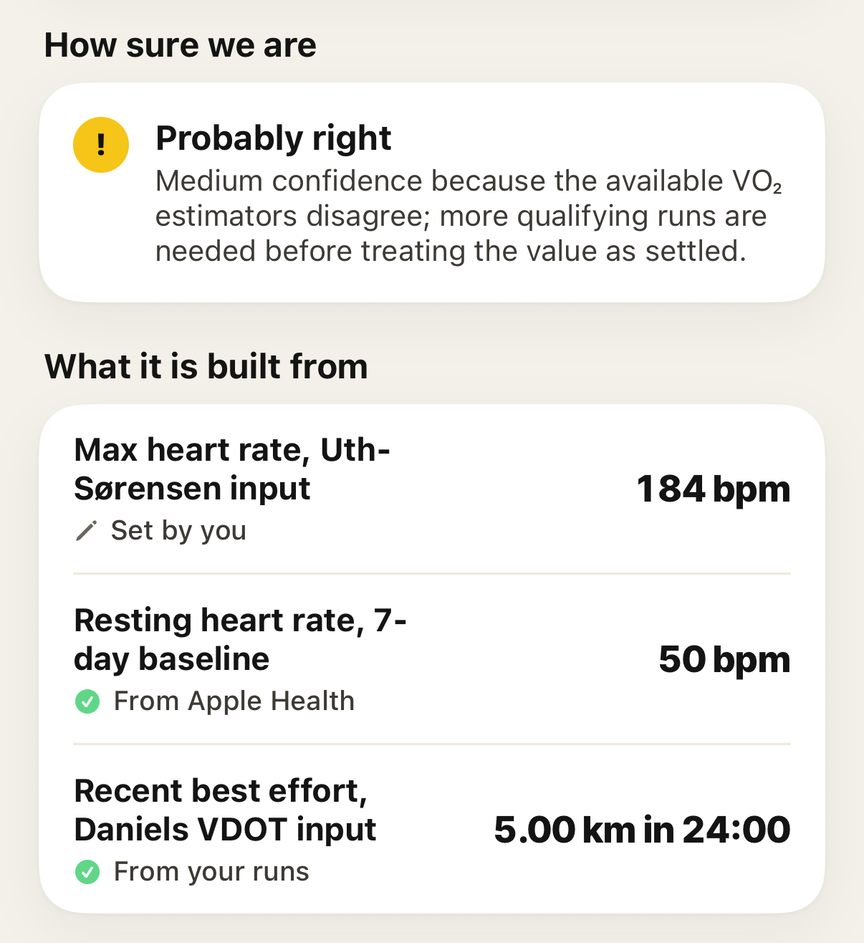 How sure we are
!
Probably right
Medium confidence because the available VO₂
estimators disagree; more qualifying runs are
needed before treating the value as settled.
What it is built from
Max heart rate, Uth-
Sørensen input
184 bpm
Set by you
Resting heart rate, 7-
day baseline
50 bpm
From Apple Health
Recent best effort,
Daniels VDOT input
5.00 km in 24:00
From your runs